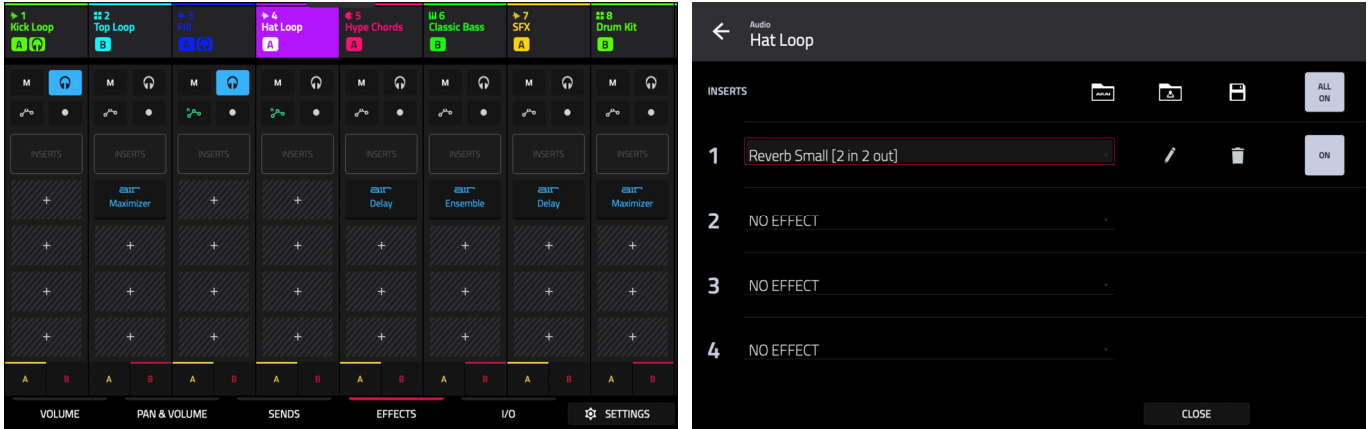 1 2 3 4 5 6 7 8
Kick Loop Top Loop Fill Hat Loop Hype Chords Classic Bass SFX Drum Kit
A B A A A B A B
M M M M M M M M
INSERTS INSERTS INSERTS INSERTS INSERTS INSERTS INSERTS INSERTS
+ air + + air air air air
Maximizer Delay Ensemble Delay Maximizer
+ + + + + + + +
+ + + + + + + +
+ + + + + + + +
A B A B A B A B A B A B A B A B
VOLUME PAN & VOLUME SENDS EFFECTS I/O SETTINGS
Audio
Hat Loop
INSERTS AKAI ALL
ON
1 Reverb Small [2 in 2 out] ON
2 NO EFFECT
3 NO EFFECT
4 NO EFFECT
CLOSE